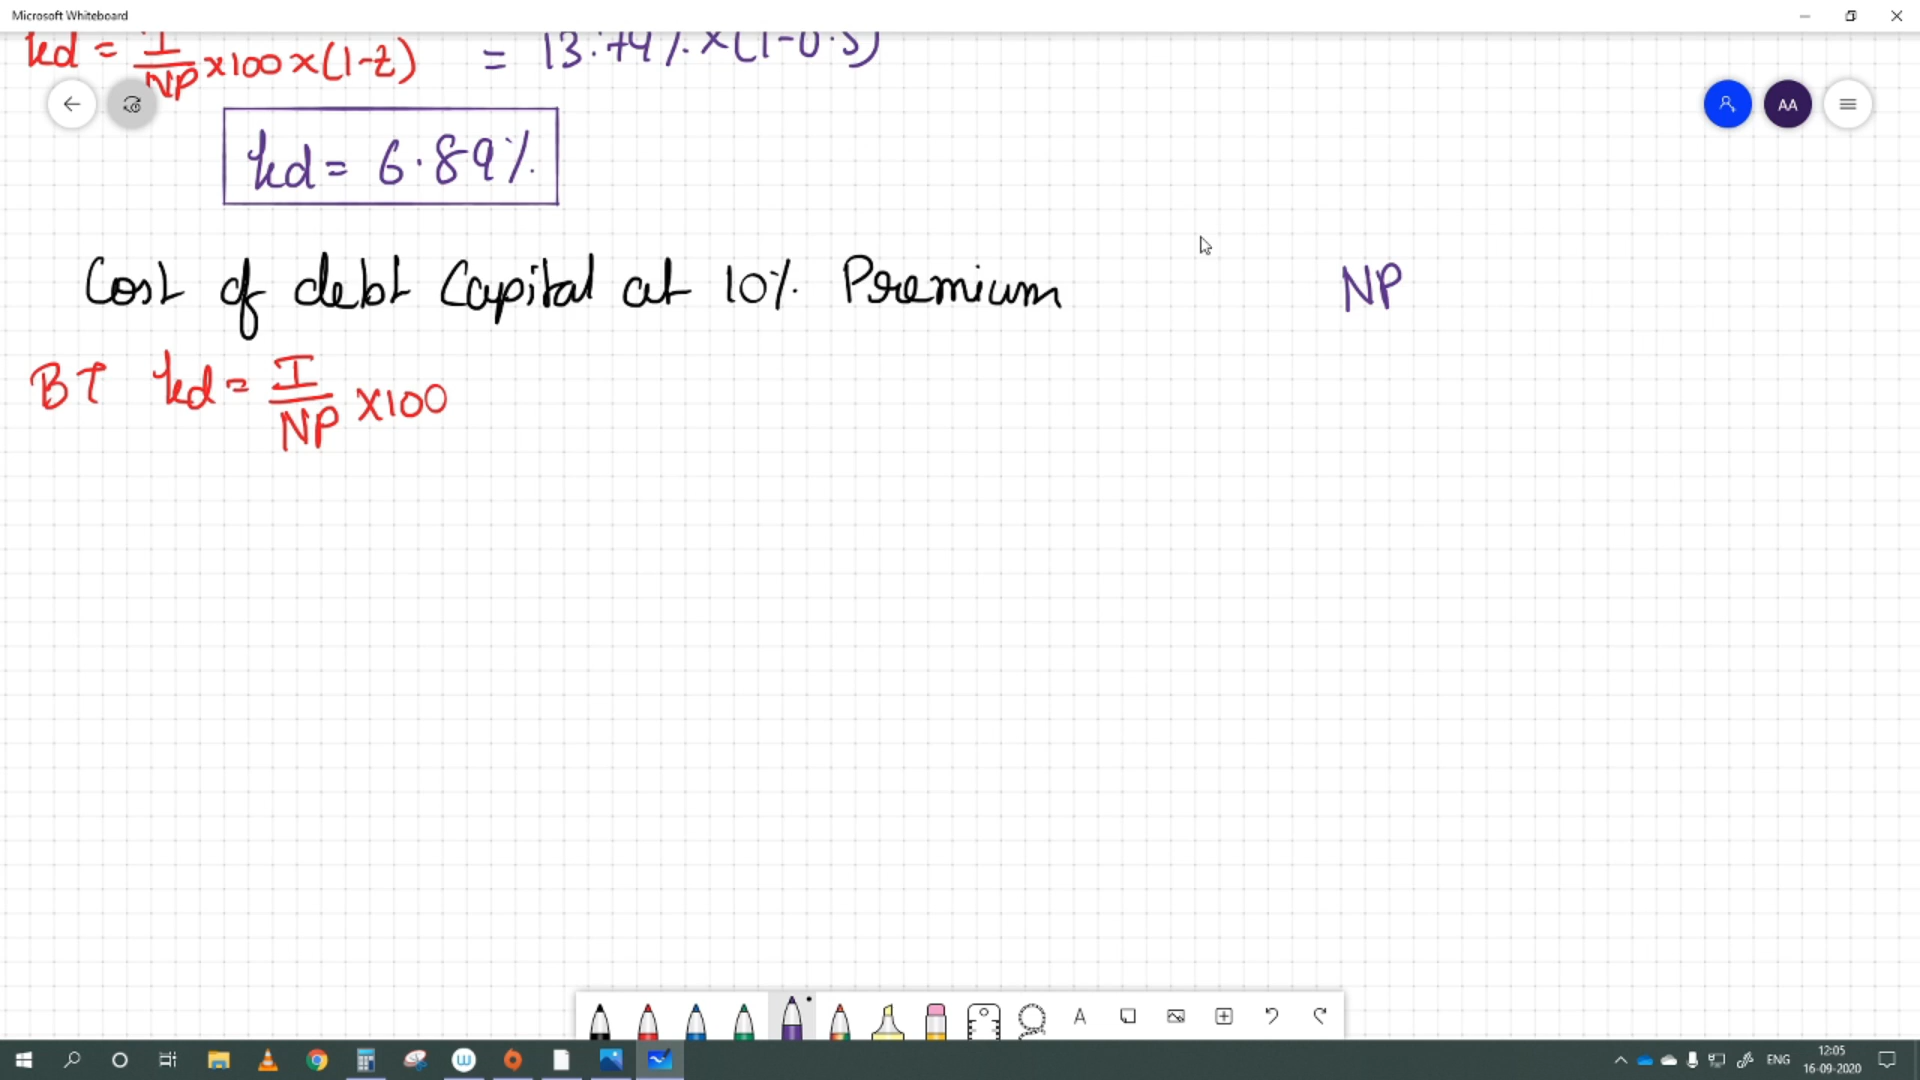 Microsoft Whiteboard
kd = I/NP x100 x (1-t) = 13.74% x (1-0.5)
AA
kd = 6.89%
Cost of debt Capital at 10% Premium
NP
BT kd = I/NP x100
A
ENG
12:05
16-09-2020